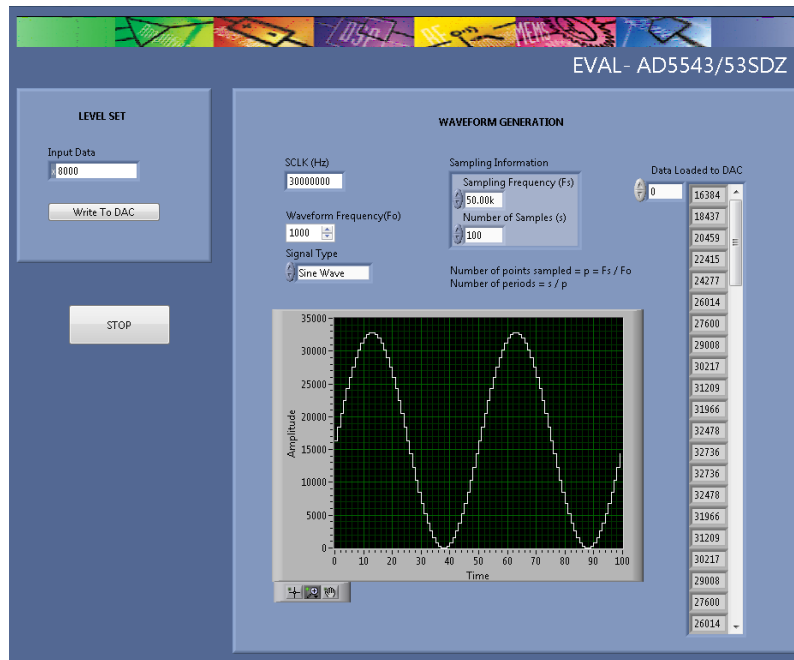 DSP
RF
MEMS
EVAL- AD5543/53SDZ
LEVEL SET
Input Data
x 8000
Write To DAC
STOP
WAVEFORM GENERATION
SCLK (Hz)
30000000
Waveform Frequency(Fo)
1000
Signal Type
Sine Wave
Sampling Information
Sampling Frequency (Fs)
50.00k
Number of Samples (s)
100
Number of points sampled = p = Fs / Fo
Number of periods = s / p
Data Loaded to DAC
0
16384
18437
20459
22415
24277
26014
27600
29008
30217
31209
31966
32478
32736
32736
32478
31966
31209
30217
29008
27600
26014
Amplitude
35000
30000
25000
20000
15000
10000
5000
0
0 10 20 30 40 50 60 70 80 90 100
Time